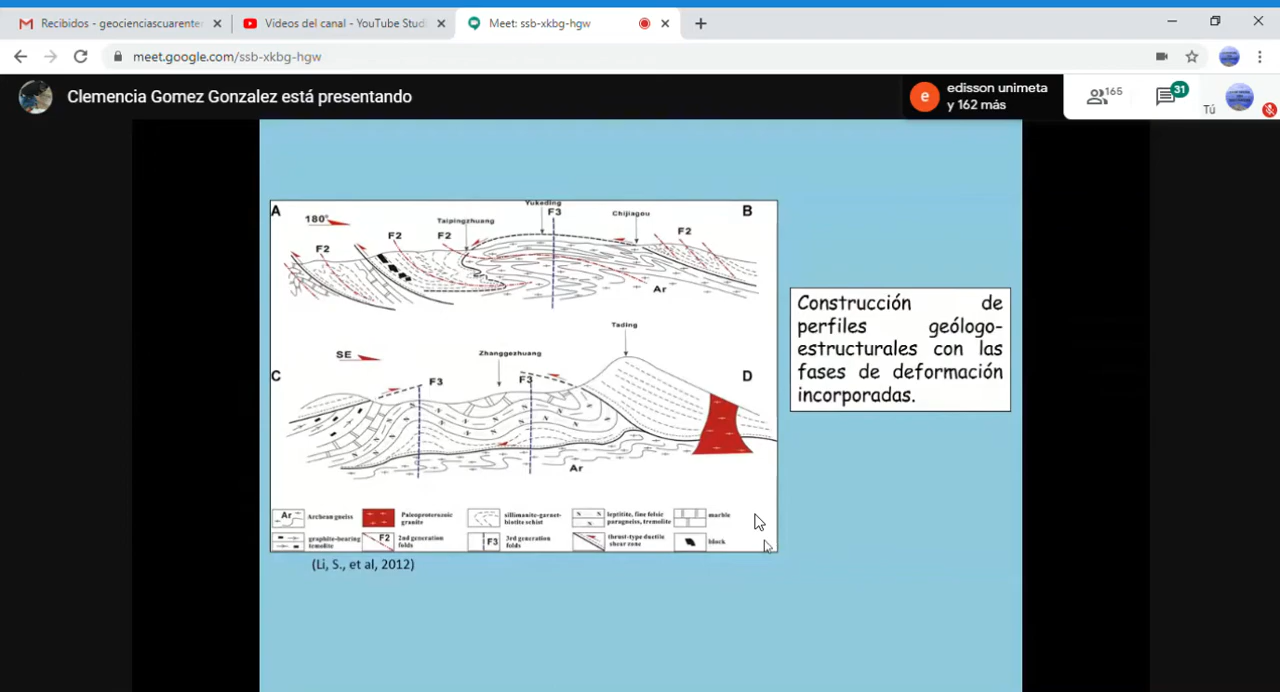 Recibidos - geocienciascuarente
Videos del canal - YouTube Studi
Meet: ssb-xkbg-hgw
meet.google.com/ssb-xkbg-hgw
Clemencia Gomez Gonzalez está presentando
e
edisson unimeta
y 162 más
165
31
Tú
A
180°
F2
F2
F2
Taipingzhuang
Yukeding
F3
Chijiagou
F2
B
Ar
Construcción de
perfiles geólogo-
estructurales con las
fases de deformación
incorporadas.
C
SE
F3
Zhanggezhuang
F3
Tading
D
Ar
Ar
Archean gneiss
Paleoproterozoic
granite
sillimanite-garnet-
biotite schist
leptitite, fine felsic
paragneiss, tremolite
marble
graphite-bearing
tremolite
F2
2nd generation
folds
F3
3rd generation
folds
thrust-type ductile
shear zone
block
(Li, S., et al, 2012)